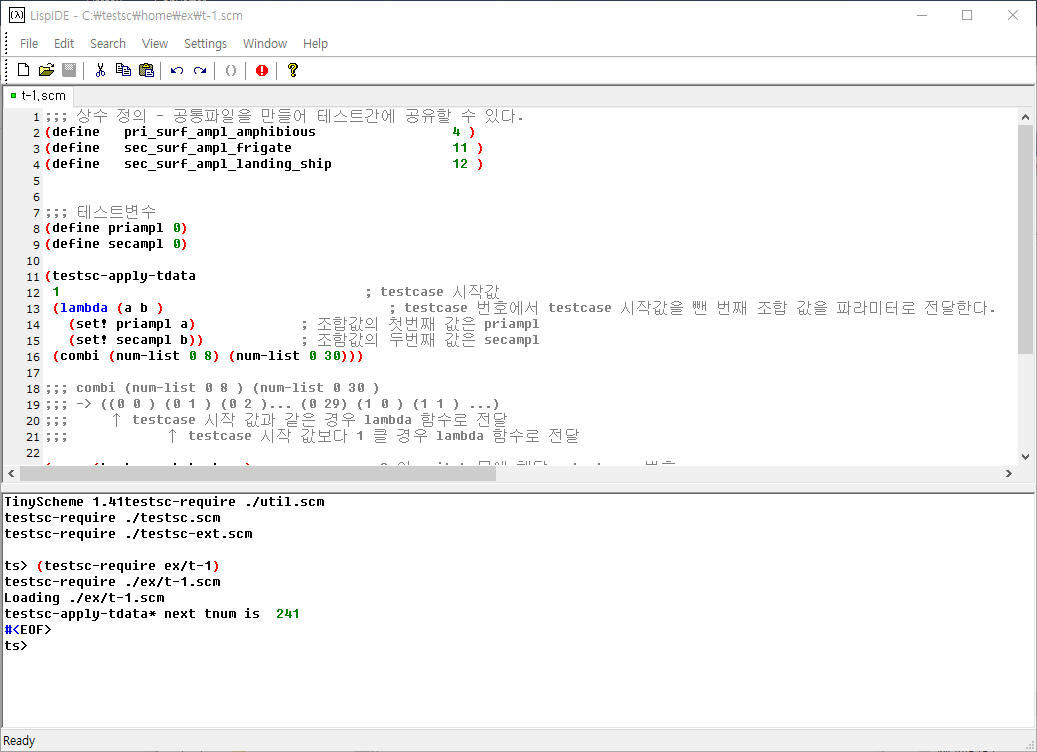 LispIDE - C:₩testsc₩home₩ex₩t-1.scm
File Edit Search View Settings Window Help
t-1.scm
1 ;;; 상수 정의 - 공통파일을 만들어 테스트간에 공유할 수 있다.
2 (define pri_surf_ampl_amphibious 4 )
3 (define sec_surf_ampl_frigate 11 )
4 (define sec_surf_ampl_landing_ship 12 )
5
6
7 ;;; 테스트변수
8 (define priampl 0)
9 (define secampl 0)
10
11 (testsc-apply-tdata
12 1 ; testcase 시작값
13 (lambda (a b ) ; testcase 번호에서 testcase 시작값을 뺀 번째 조합 값을 파라미터로 전달한다.
14 (set! priampl a) ; 조합값의 첫번째 값은 priampl
15 (set! secampl b)) ; 조합값의 두번째 값은 secampl
16 (combi (num-list 0 8) (num-list 0 30)))
17
18 ;;; combi (num-list 0 8 ) (num-list 0 30 )
19 ;;; -> ((0 0 ) (0 1 ) (0 2 )... (0 29) (1 0 ) (1 1 ) ...)
20 ;;; ↑ testcase 시작 값과 같은 경우 lambda 함수로 전달
21 ;;; ↑ testcase 시작 값보다 1 클 경우 lambda 함수로 전달
22
TinyScheme 1.41testsc-require ./util.scm
testsc-require ./testsc.scm
testsc-require ./testsc-ext.scm
ts> (testsc-require ex/t-1)
testsc-require ./ex/t-1.scm
Loading ./ex/t-1.scm
testsc-apply-tdata* next tnum is 241
#<EOF>
ts>
Ready